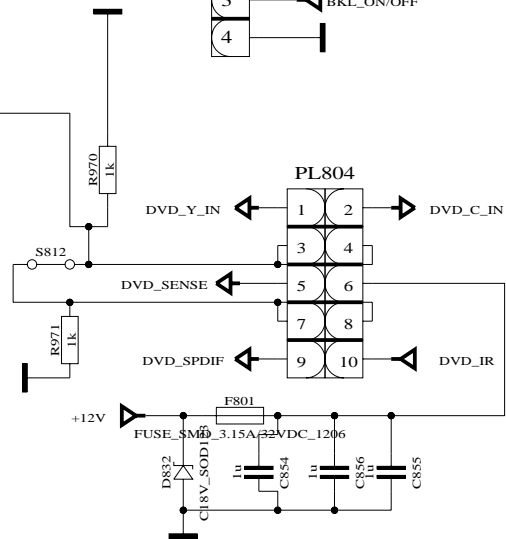 3
BKL_ON/OFF
4
R970
1k
PL804
DVD_Y_IN
1
2
DVD_C_IN
3
4
S812
DVD_SENSE
5
6
R971
1k
7
8
DVD_SPDIF
9
10
DVD_IR
F801
+12V
FUSE_SMD_3.15A/32VDC_1206
D832
C18V_SOD123
1u
C854
1u
C856
1u
C855